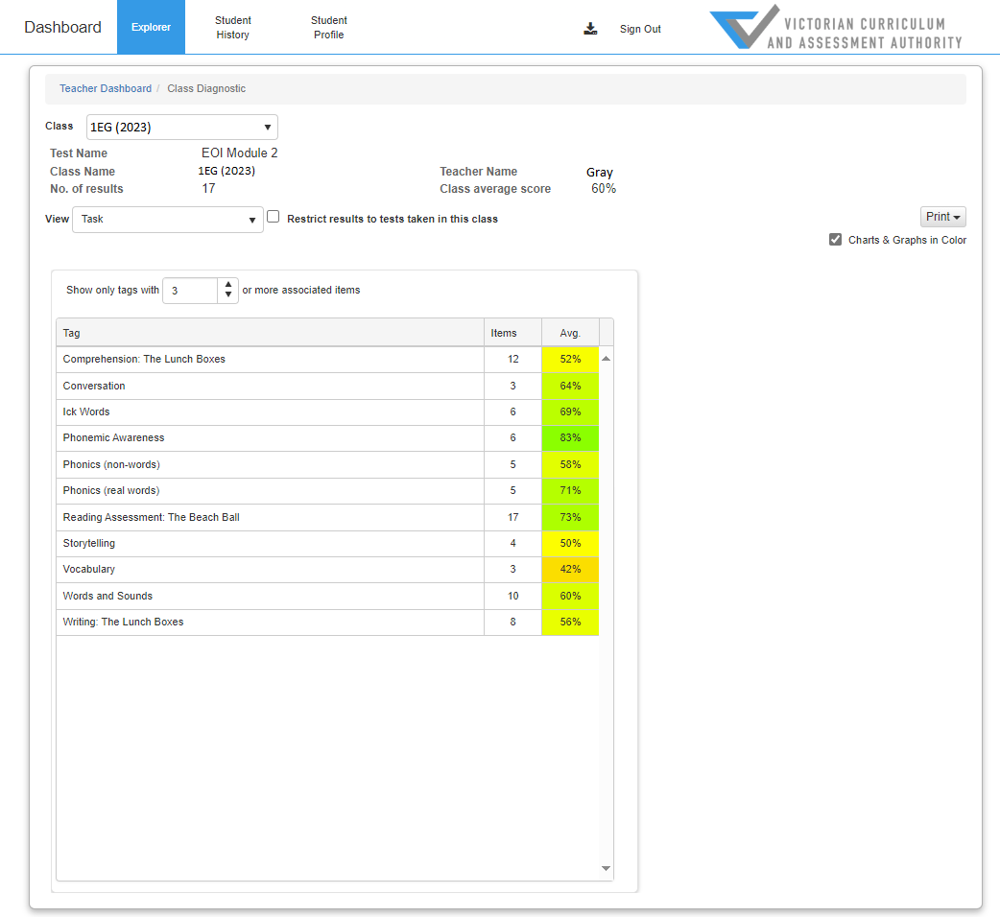 Dashboard Explorer Student History Student Profile Sign Out VICTORIAN CURRICULUM AND ASSESSMENT AUTHORITY
Teacher Dashboard / Class Diagnostic
Class 1EG (2023)
Test Name EOI Module 2
Class Name 1EG (2023) Teacher Name Gray
No. of results 17 Class average score 60%
View Task Restrict results to tests taken in this class Print
Charts & Graphs in Color
Show only tags with 3 or more associated items
Tag Items Avg.
Comprehension: The Lunch Boxes 12 52%
Conversation 3 64%
Ick Words 6 69%
Phonemic Awareness 6 83%
Phonics (non-words) 5 58%
Phonics (real words) 5 71%
Reading Assessment: The Beach Ball 17 73%
Storytelling 4 50%
Vocabulary 3 42%
Words and Sounds 10 60%
Writing: The Lunch Boxes 8 56%